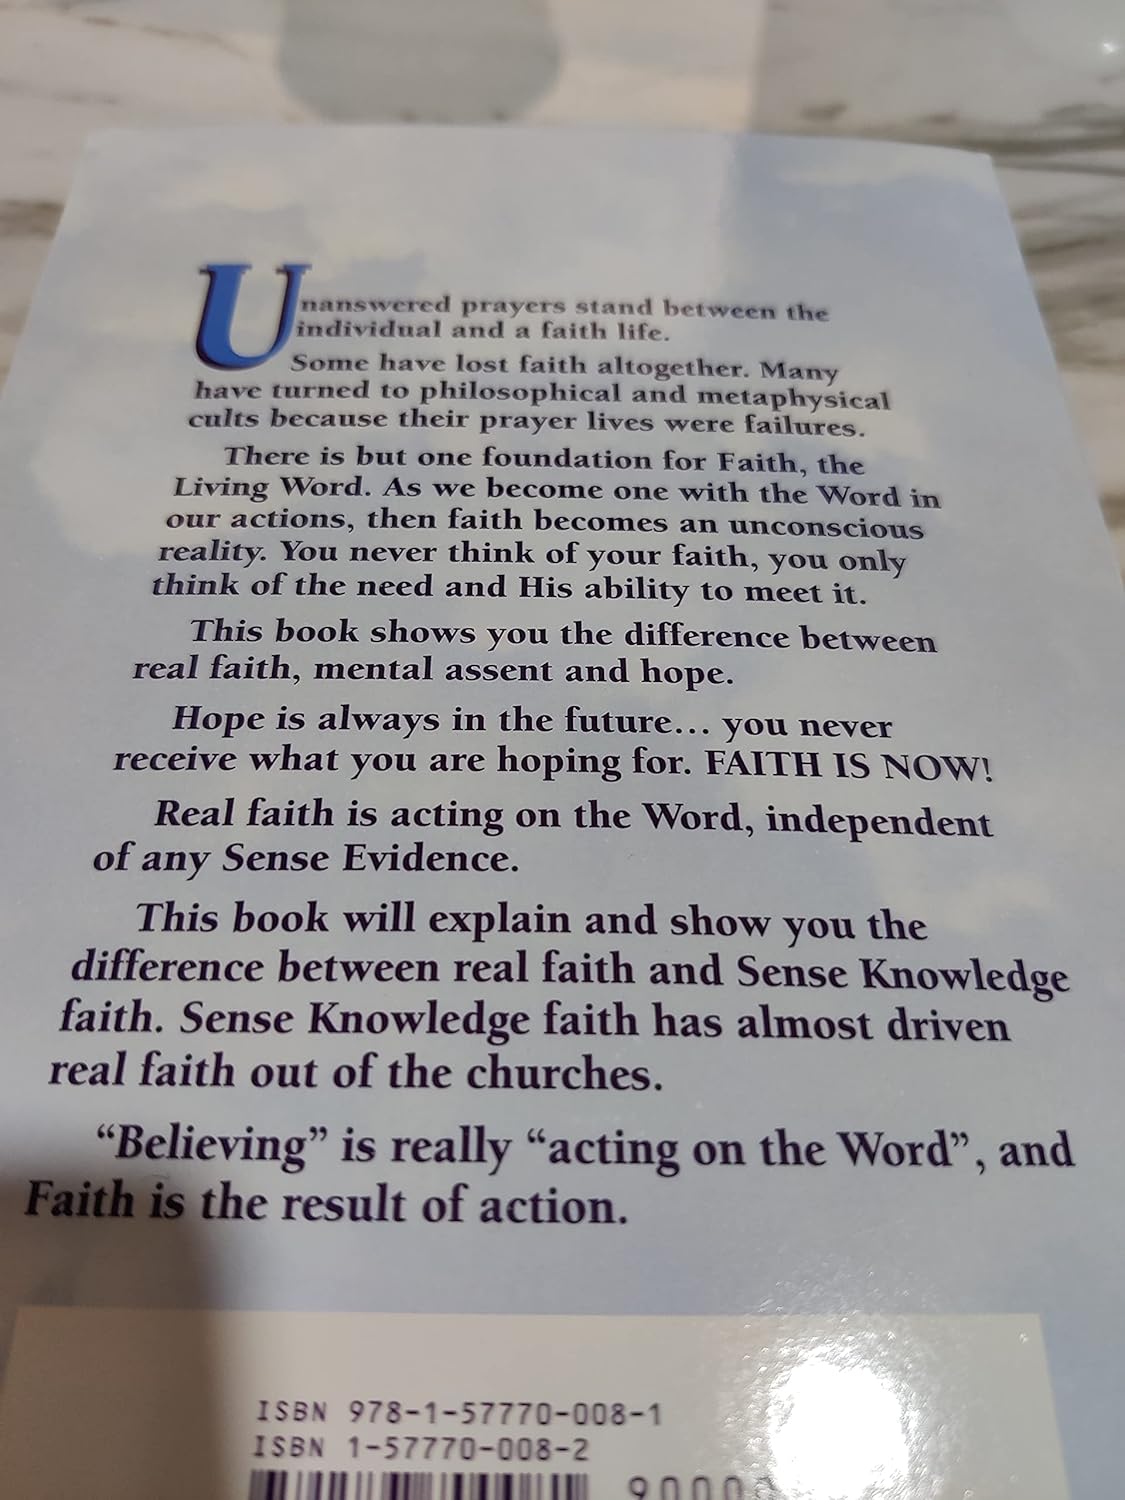 Unanswered prayers stand between the
individual and a faith life.
Some have lost faith altogether. Many
have turned to philosophical and metaphysical
cults because their prayer lives were failures.
There is but one foundation for Faith, the
Living Word. As we become one with the Word in
our actions, then faith becomes an unconscious
reality. You never think of your faith, you only
think of the need and His ability to meet it.
This book shows you the difference between
real faith, mental assent and hope.
Hope is always in the future... you never
receive what you are hoping for. FAITH IS NOW!
Real faith is acting on the Word, independent
of any Sense Evidence.
This book will explain and show you the
difference between real faith and Sense Knowledge
faith. Sense Knowledge faith has almost driven
real faith out of the churches.
“Believing” is really “acting on the Word”, and
Faith is the result of action.
ISBN 978-1-57770-008-1
ISBN 1-57770-008-2